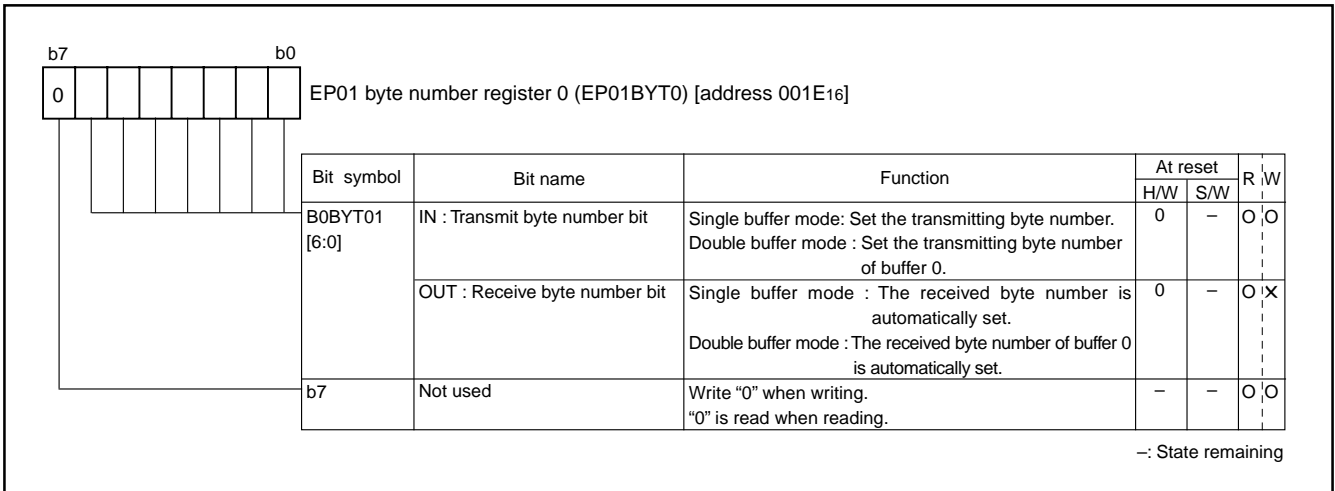 b7 b0
0 EP01 byte number register 0 (EP01BYT0) [address 001E16]
Bit symbol Bit name Function At reset R W
H/W S/W
B0BYT01 IN : Transmit byte number bit Single buffer mode: Set the transmitting byte number. 0 – O O
[6:0] Double buffer mode : Set the transmitting byte number
of buffer 0.
OUT : Receive byte number bit Single buffer mode : The received byte number is 0 – O X
automatically set.
Double buffer mode : The received byte number of buffer 0
is automatically set.
b7 Not used Write “0” when writing. – – O O
“0” is read when reading.
–: State remaining